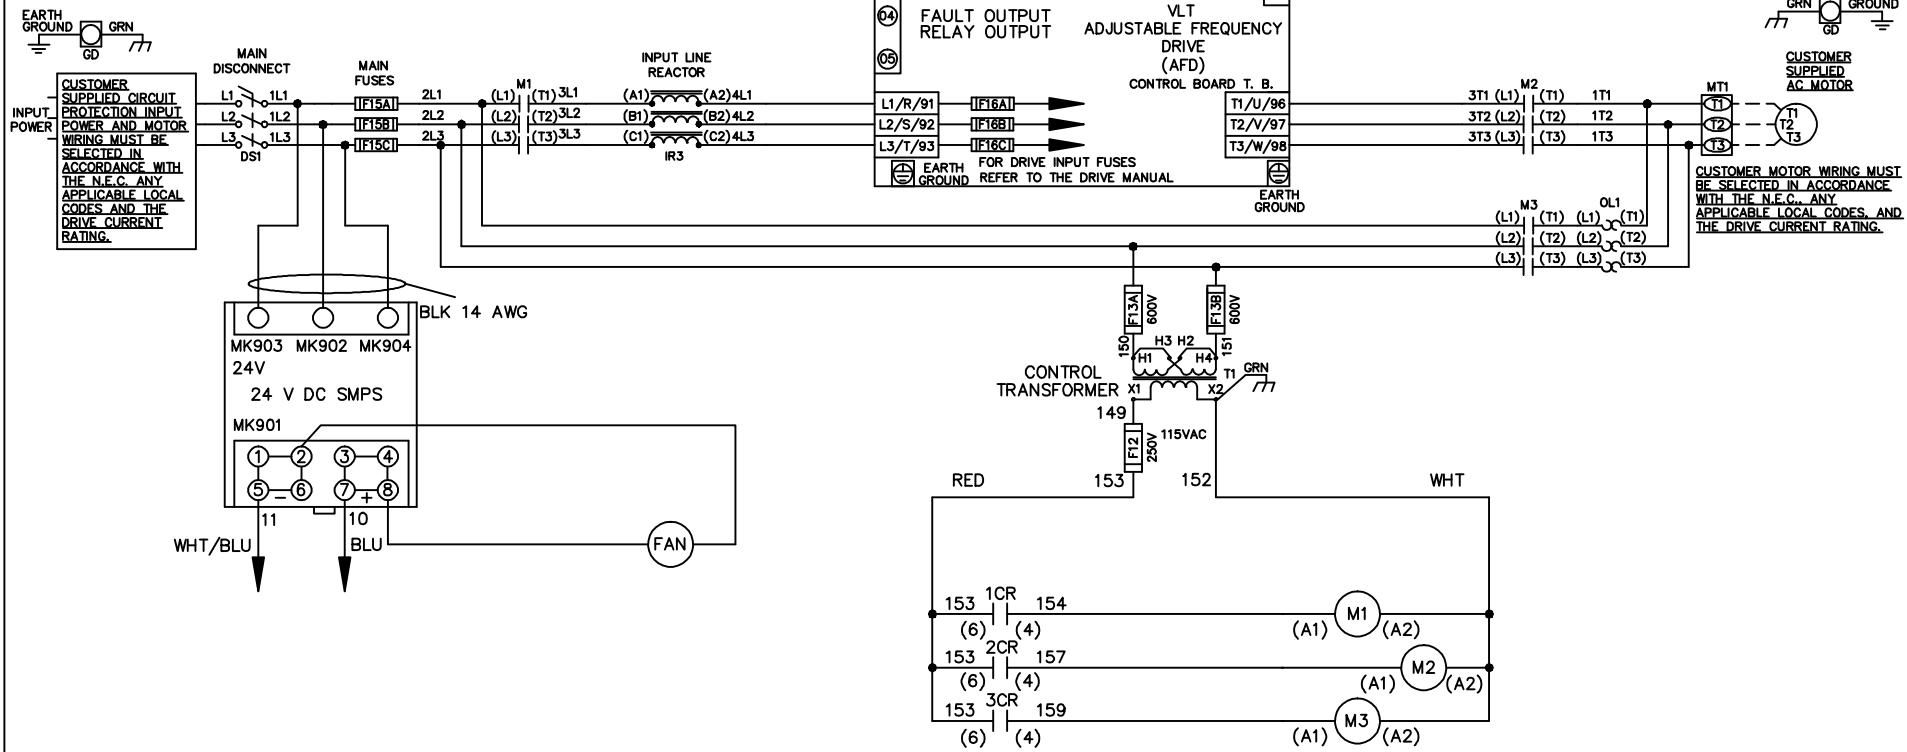 EARTH
GROUND
GRN
GD
04
FAULT OUTPUT
RELAY OUTPUT
05
VLT
ADJUSTABLE FREQUENCY
DRIVE
(AFD)
CONTROL BOARD T. B.
GRN
GROUND
GD
CUSTOMER
SUPPLIED
AC MOTOR
INPUT
POWER
CUSTOMER
SUPPLIED CIRCUIT
PROTECTION INPUT
POWER AND MOTOR
WIRING MUST BE
SELECTED IN
ACCORDANCE WITH
THE N.E.C. ANY
APPLICABLE LOCAL
CODES AND THE
DRIVE CURRENT
RATING.
MAIN
DISCONNECT
MAIN
FUSES
INPUT LINE
REACTOR
M1
M2
MT1
L1 1L1 F15A 2L1 (L1) (T1) 3L1 (A1) (A2) 4L1 L1/R/91 F16A T1/U/96 3T1 (L1) (T1) 1T1 T1
L2 1L2 F15B 2L2 (L2) (T2) 3L2 (B1) (B2) 4L2 L2/S/92 F16B T2/V/97 3T2 (L2) (T2) 1T2 T2
L3 1L3 F15C 2L3 (L3) (T3) 3L3 (C1) (C2) 4L3 L3/T/93 F16C T3/W/98 3T3 (L3) (T3) 1T3 T3
T1
T2
T3
DS1
IR3
EARTH
GROUND
FOR DRIVE INPUT FUSES
REFER TO THE DRIVE MANUAL
EARTH
GROUND
CUSTOMER MOTOR WIRING MUST
BE SELECTED IN ACCORDANCE
WITH THE N.E.C., ANY
APPLICABLE LOCAL CODES, AND
THE DRIVE CURRENT RATING.
M3
OL1
(L1) (T1) (L1) (T1)
(L2) (T2) (L2) (T2)
(L3) (T3) (L3) (T3)
BLK 14 AWG
MK903 MK902 MK904
24V
24 V DC SMPS
MK901
1 2 3 4
5 - 6 7 + 8
11
10
WHT/BLU
BLU
FAN
F13A
600V
F13B
600V
150
151
H3 H2
H1
H4
CONTROL
TRANSFORMER
T1
GRN
X1
X2
149
F12
250V
115VAC
153
152
RED
WHT
1CR
153
154
(6)
(4)
M1
(A1)
(A2)
2CR
153
157
(6)
(4)
M2
(A1)
(A2)
3CR
153
159
(6)
(4)
M3
(A1)
(A2)